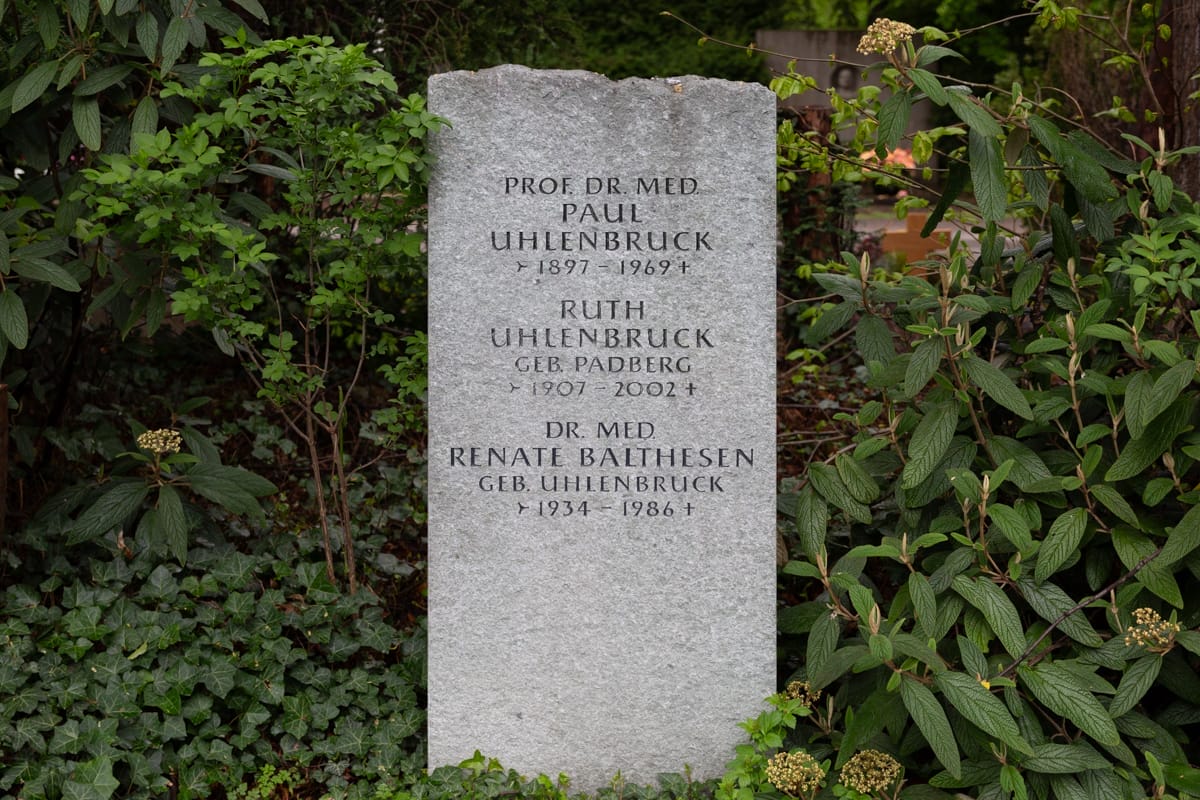 PROF. DR. MED.
PAUL
UHLENBRUCK
1897 – 1969 +
RUTH
UHLENBRUCK
GEB. PADBERG
1907 – 2002 +
DR. MED.
RENATE BALTHESEN
GEB. UHLENBRUCK
1934 – 1986 +